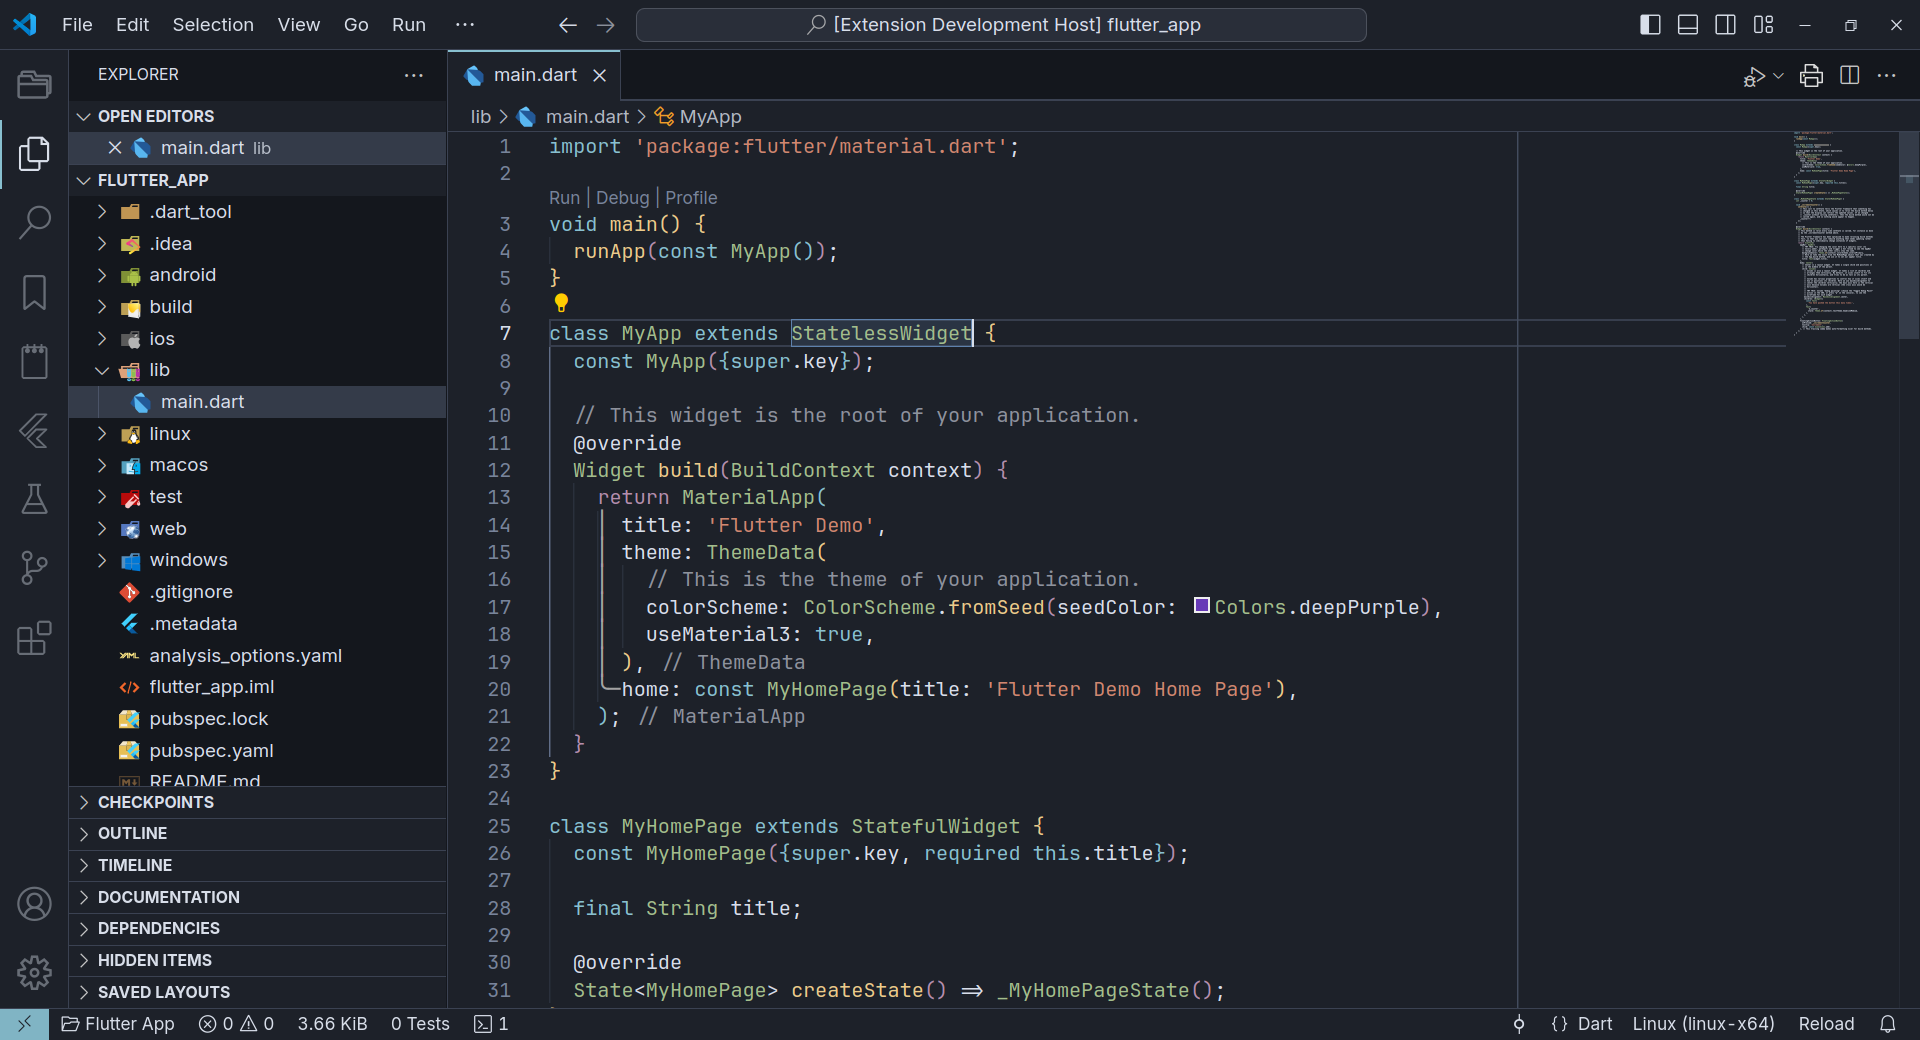 File Edit Selection View Go Run ··· [Extension Development Host] flutter_app
EXPLORER
OPEN EDITORS
main.dart lib
FLUTTER_APP
.dart_tool
.idea
android
build
ios
lib
main.dart
linux
macos
test
web
windows
.gitignore
.metadata
analysis_options.yaml
flutter_app.iml
pubspec.lock
pubspec.yaml
README.md
CHECKPOINTS
OUTLINE
TIMELINE
DOCUMENTATION
DEPENDENCIES
HIDDEN ITEMS
SAVED LAYOUTS
main.dart
lib > main.dart > MyApp
1 import 'package:flutter/material.dart';
2
Run | Debug | Profile
3 void main() {
4 runApp(const MyApp());
5 }
6
7 class MyApp extends StatelessWidget {
8 const MyApp({super.key});
9
10 // This widget is the root of your application.
11 @override
12 Widget build(BuildContext context) {
13 return MaterialApp(
14 title: 'Flutter Demo',
15 theme: ThemeData(
16 // This is the theme of your application.
17 colorScheme: ColorScheme.fromSeed(seedColor: Colors.deepPurple),
18 useMaterial3: true,
19 ), // ThemeData
20 home: const MyHomePage(title: 'Flutter Demo Home Page'),
21 ); // MaterialApp
22 }
23 }
24
25 class MyHomePage extends StatefulWidget {
26 const MyHomePage({super.key, required this.title});
27
28 final String title;
29
30 @override
31 State<MyHomePage> createState() => _MyHomePageState();
Flutter App 0 0 3.66 KiB 0 Tests 1 {} Dart Linux (linux-x64) Reload